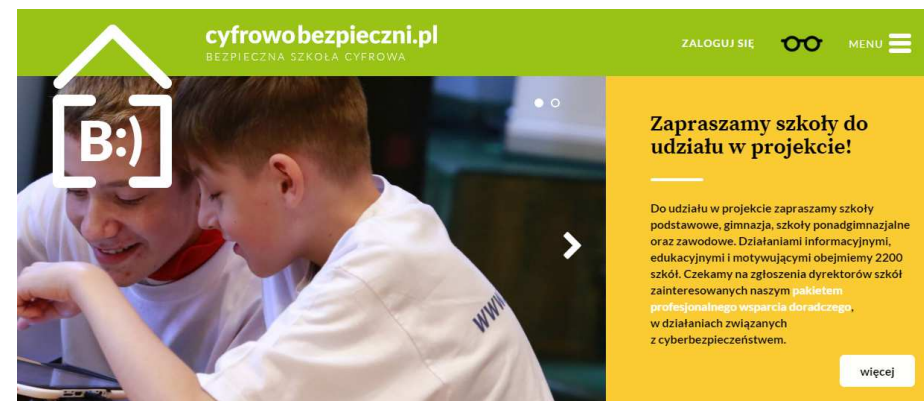 cyfrowobezpieczni.pl
BEZPIECZNA SZKOŁA CYFROWA
ZALOGUJ SIĘ
MENU
B:)
www.
Zapraszamy szkoły do
udziału w projekcie!
Do udziału w projekcie zapraszamy szkoły
podstawowe, gimnazja, szkoły ponadgimnazjalne
oraz zawodowe. Działaniami informacyjnymi,
edukacyjnymi i motywującymi obejmiemy 2200
szkół. Czekamy na zgłoszenia dyrektorów szkół
zainteresowanych naszym pakietem
profesjonalnego wsparcia doradczego,
w działaniach związanych
z cyberbezpieczeństwem.
więcej